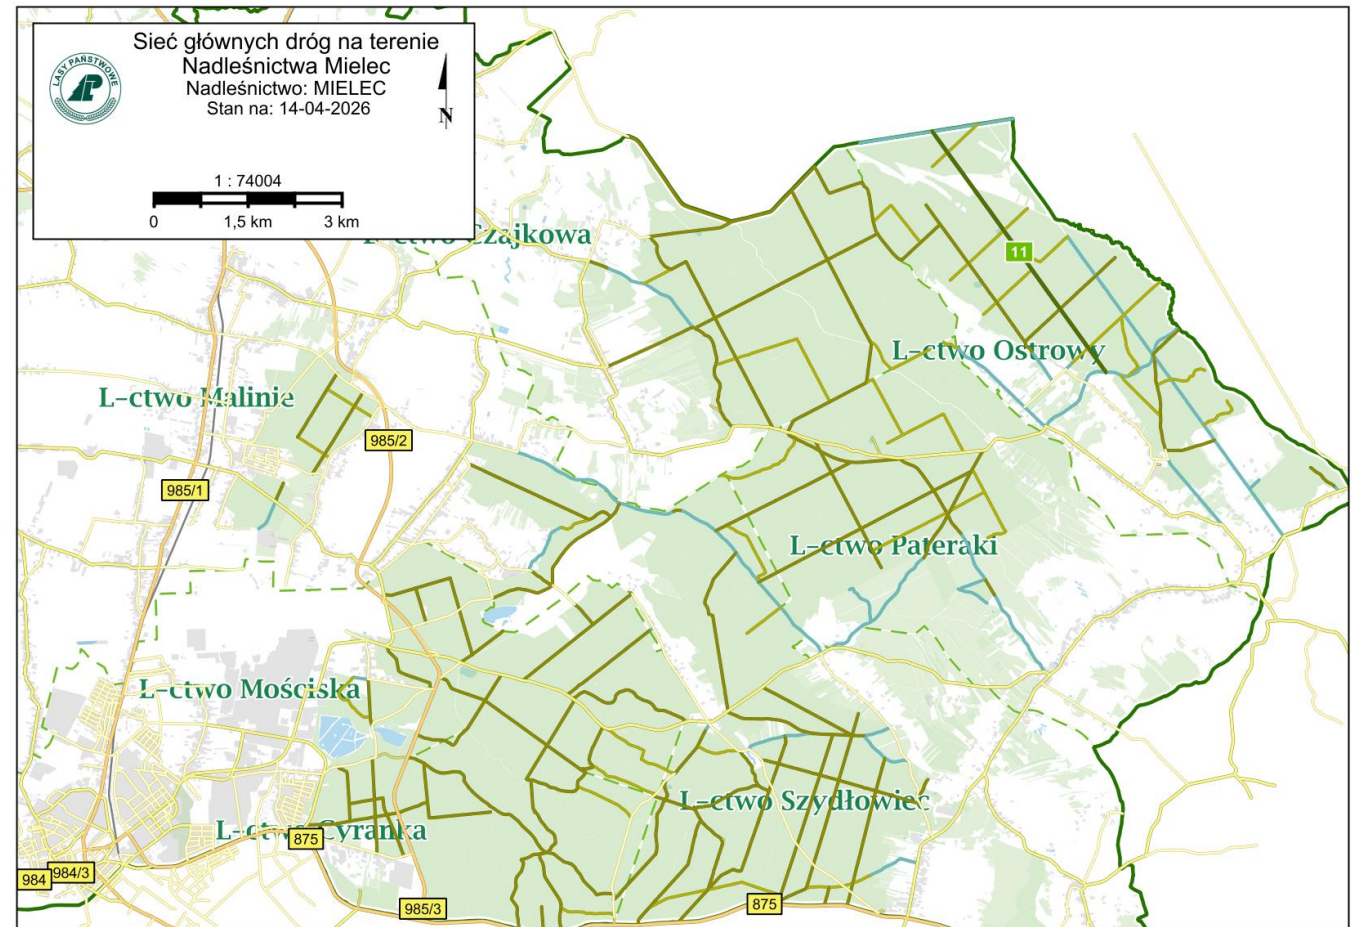 Sieć głównych dróg na terenie
Nadleśnictwa Mielec
Nadleśnictwo: MIELEC
Stan na: 14-04-2026
LASY PAŃSTWOWE
N
1 : 74004
0 1,5 km 3 km
Czajkowa
11
L-ctwo Ostrowy
L-ctwo Malinie
985/2
985/1
L-ctwo Pateraki
L-ctwo Mościska
L-ctwo Szydłowiec
L-ctwo Cyranka
875
984
984/3
985/3
875